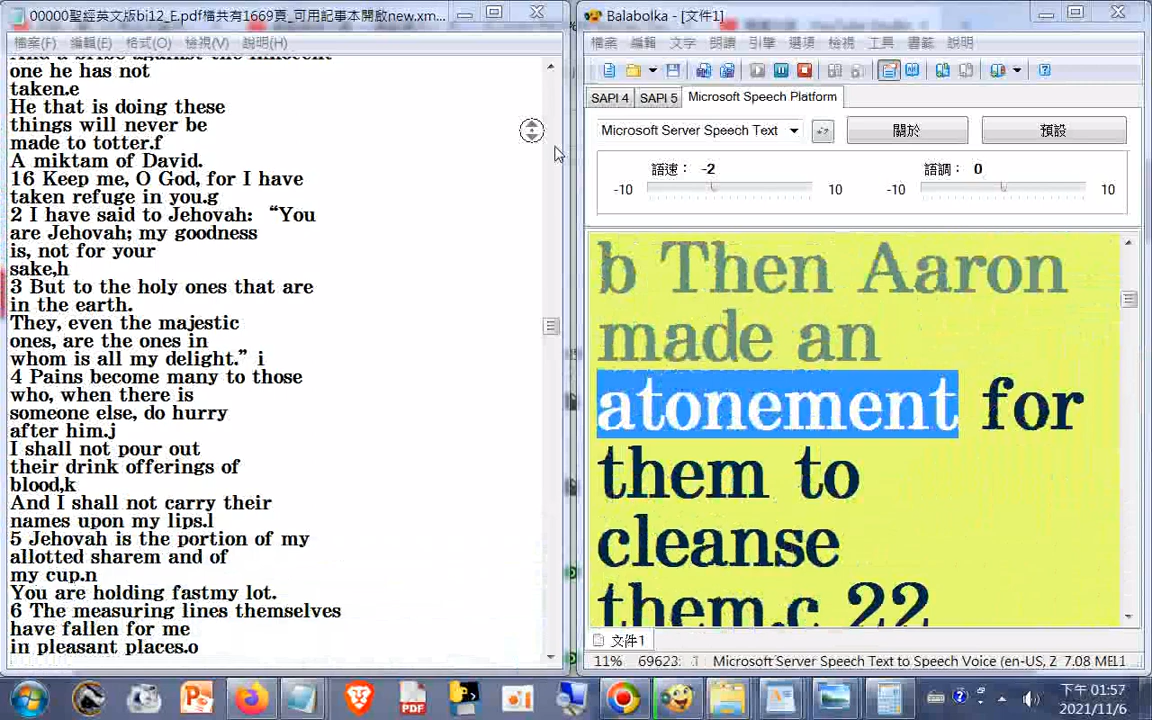 00000聖經英文版bi12_E.pdf檔共有1669頁_可用記事本開啟new.xm...
檔案(F) 編輯(E) 格式(O) 檢視(V) 說明(H)
one he has not
taken.e
He that is doing these
things will never be
made to totter.f
A miktam of David.
16 Keep me, O God, for I have
taken refuge in you.g
2 I have said to Jehovah: “You
are Jehovah; my goodness
is, not for your
sake,h
3 But to the holy ones that are
in the earth.
They, even the majestic
ones, are the ones in
whom is all my delight.” i
4 Pains become many to those
who, when there is
someone else, do hurry
after him.j
I shall not pour out
their drink offerings of
blood,k
And I shall not carry their
names upon my lips.l
5 Jehovah is the portion of my
allotted sharem and of
my cup.n
You are holding fastmy lot.
6 The measuring lines themselves
have fallen for me
in pleasant places.o
Balabolka - [文件1]
檔案 編輯 文字 朗讀 引擎 選項 檢視 工具 書籤 說明
SAPI 4 SAPI 5 Microsoft Speech Platform
Microsoft Server Speech Text 關於 預設
語速: -2 語調: 0
-10 10 -10 10
b Then Aaron
made an
atonement for
them to
cleanse
them.c 22
文件1
11% 69623: Microsoft Server Speech Text to Speech Voice (en-US, Z 7.08 ME
下午 01:57
2021/11/6